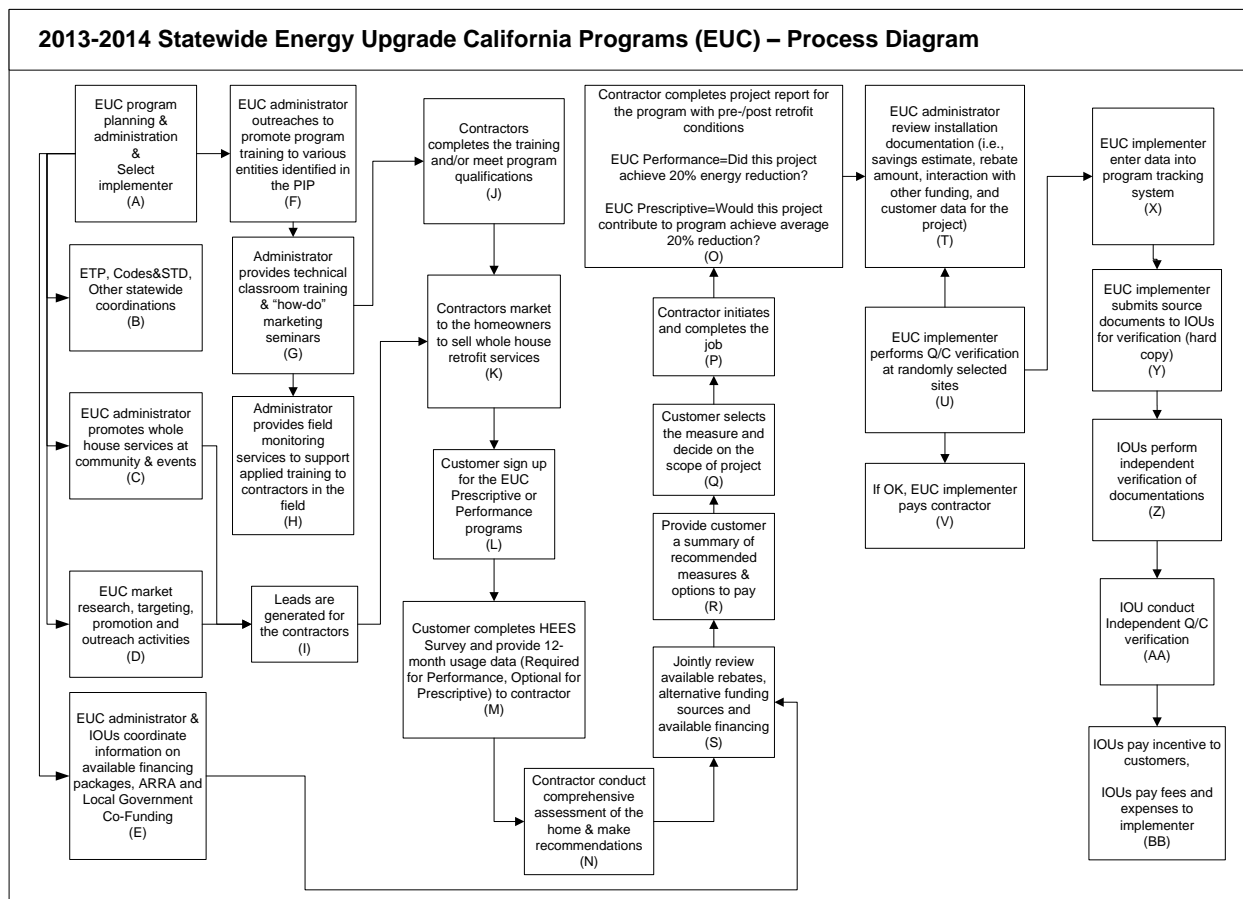 2013-2014 Statewide Energy Upgrade California Programs (EUC) – Process Diagram
EUC program
planning &
administration
&
Select
implementer
(A)
ETP, Codes&STD,
Other statewide
coordinations
(B)
EUC administrator
promotes whole
house services at
community & events
(C)
EUC market
research, targeting,
promotion and
outreach activities
(D)
EUC administrator &
IOUs coordinate
information on
available financing
packages, ARRA and
Local Government
Co-Funding
(E)
EUC administrator
outreaches to
promote program
training to various
entities identified in
the PIP
(F)
Administrator
provides technical
classroom training
& “how-do”
marketing
seminars
(G)
Administrator
provides field
monitoring
services to support
applied training to
contractors in the
field
(H)
Leads are
generated for
the contractors
(I)
Contractors
completes the training
and/or meet program
qualifications
(J)
Contractors market
to the homeowners
to sell whole house
retrofit services
(K)
Customer sign up
for the EUC
Prescriptive or
Performance
programs
(L)
Customer completes HEES
Survey and provide 12-
month usage data (Required
for Performance, Optional for
Prescriptive) to contractor
(M)
Contractor conduct
comprehensive
assessment of the
home & make
recommendations
(N)
Contractor completes project report for
the program with pre-/post retrofit
conditions
EUC Performance=Did this project
achieve 20% energy reduction?
EUC Prescriptive=Would this project
contribute to program achieve average
20% reduction?
(O)
Contractor initiates
and completes the
job
(P)
Customer selects
the measure and
decide on the
scope of project
(Q)
Provide customer
a summary of
recommended
measures &
options to pay
(R)
Jointly review
available rebates,
alternative funding
sources and
available financing
(S)
EUC administrator
review installation
documentation (i.e.,
savings estimate, rebate
amount, interaction with
other funding, and
customer data for the
project)
(T)
EUC implementer
performs Q/C verification
at randomly selected
sites
(U)
If OK, EUC implementer
pays contractor
(V)
EUC implementer
enter data into
program tracking
system
(X)
EUC implementer
submits source
documents to IOUs
for verification (hard
copy)
(Y)
IOUs perform
independent
verification of
documentations
(Z)
IOU conduct
Independent Q/C
verification
(AA)
IOUs pay incentive to
customers,
IOUs pay fees and
expenses to
implementer
(BB)